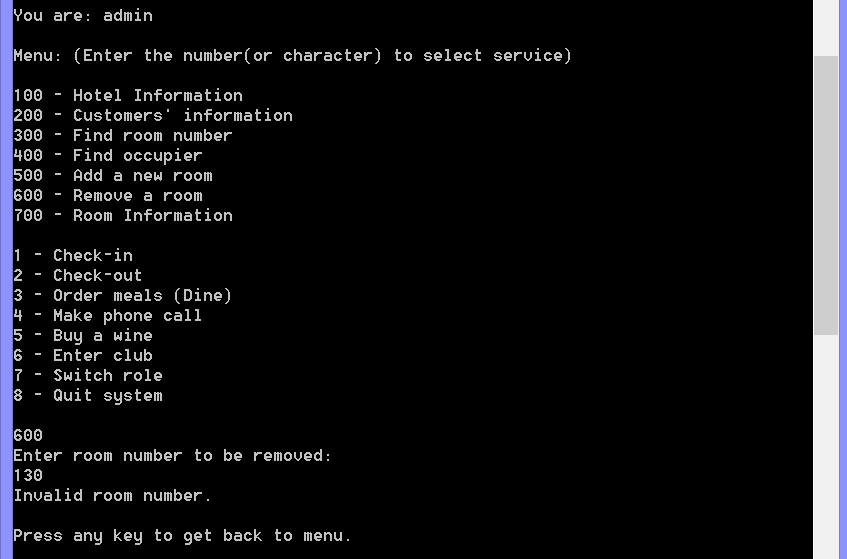 You are: admin
Menu: (Enter the number(or character) to select service)
100 - Hotel Information
200 - Customers' information
300 - Find room number
400 - Find occupier
500 - Add a new room
600 - Remove a room
700 - Room Information
1 - Check-in
2 - Check-out
3 - Order meals (Dine)
4 - Make phone call
5 - Buy a wine
6 - Enter club
7 - Switch role
8 - Quit system
600
Enter room number to be removed:
130
Invalid room number.
Press any key to get back to menu.